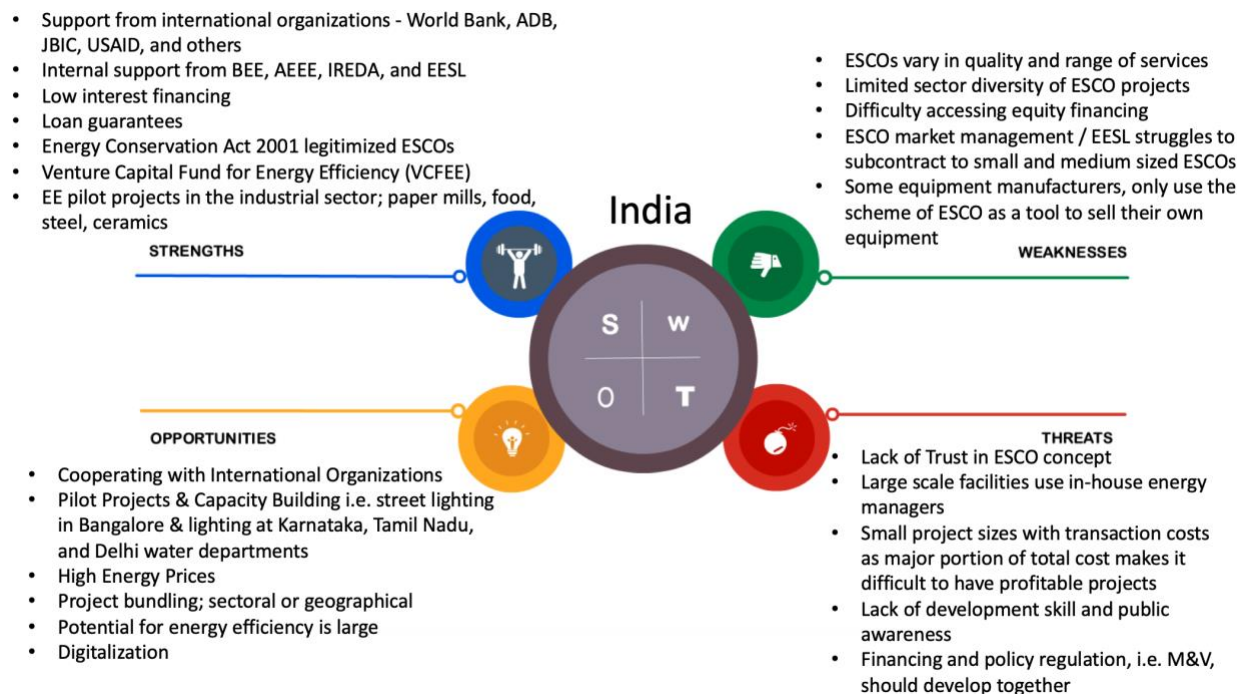 • Support from international organizations - World Bank, ADB,
JBIC, USAID, and others
• Internal support from BEE, AEEE, IREDA, and EESL
• Low interest financing
• Loan guarantees
• Energy Conservation Act 2001 legitimized ESCOs
• Venture Capital Fund for Energy Efficiency (VCFEE)
• EE pilot projects in the industrial sector; paper mills, food,
steel, ceramics
STRENGTHS
• ESCOs vary in quality and range of services
• Limited sector diversity of ESCO projects
• Difficulty accessing equity financing
• ESCO market management / EESL struggles to
subcontract to small and medium sized ESCOs
• Some equipment manufacturers, only use the
scheme of ESCO as a tool to sell their own
equipment
WEAKNESSES
India
S W
O T
OPPORTUNITIES
• Cooperating with International Organizations
• Pilot Projects & Capacity Building i.e. street lighting
in Bangalore & lighting at Karnataka, Tamil Nadu,
and Delhi water departments
• High Energy Prices
• Project bundling; sectoral or geographical
• Potential for energy efficiency is large
• Digitalization
THREATS
• Lack of Trust in ESCO concept
• Large scale facilities use in-house energy
managers
• Small project sizes with transaction costs
as major portion of total cost makes it
difficult to have profitable projects
• Lack of development skill and public
awareness
• Financing and policy regulation, i.e. M&V,
should develop together